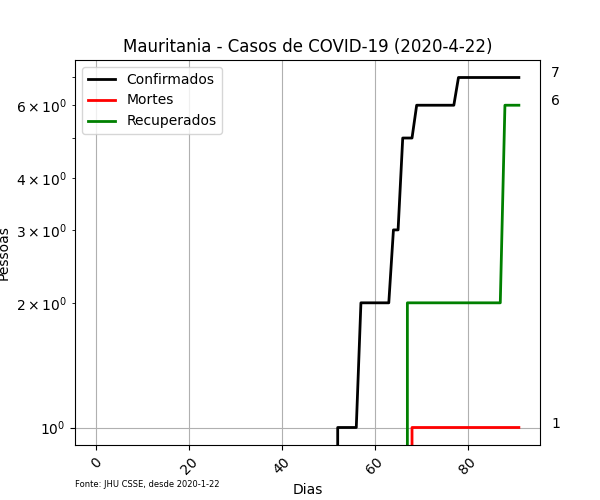 Mauritania - Casos de COVID-19 (2020-4-22)
Confirmados
Mortes
Recuperados
7
6
1
6 × 10⁰
4 × 10⁰
3 × 10⁰
2 × 10⁰
10⁰
Pessoas
0
20
40
60
80
Dias
Fonte: JHU CSSE, desde 2020-1-22